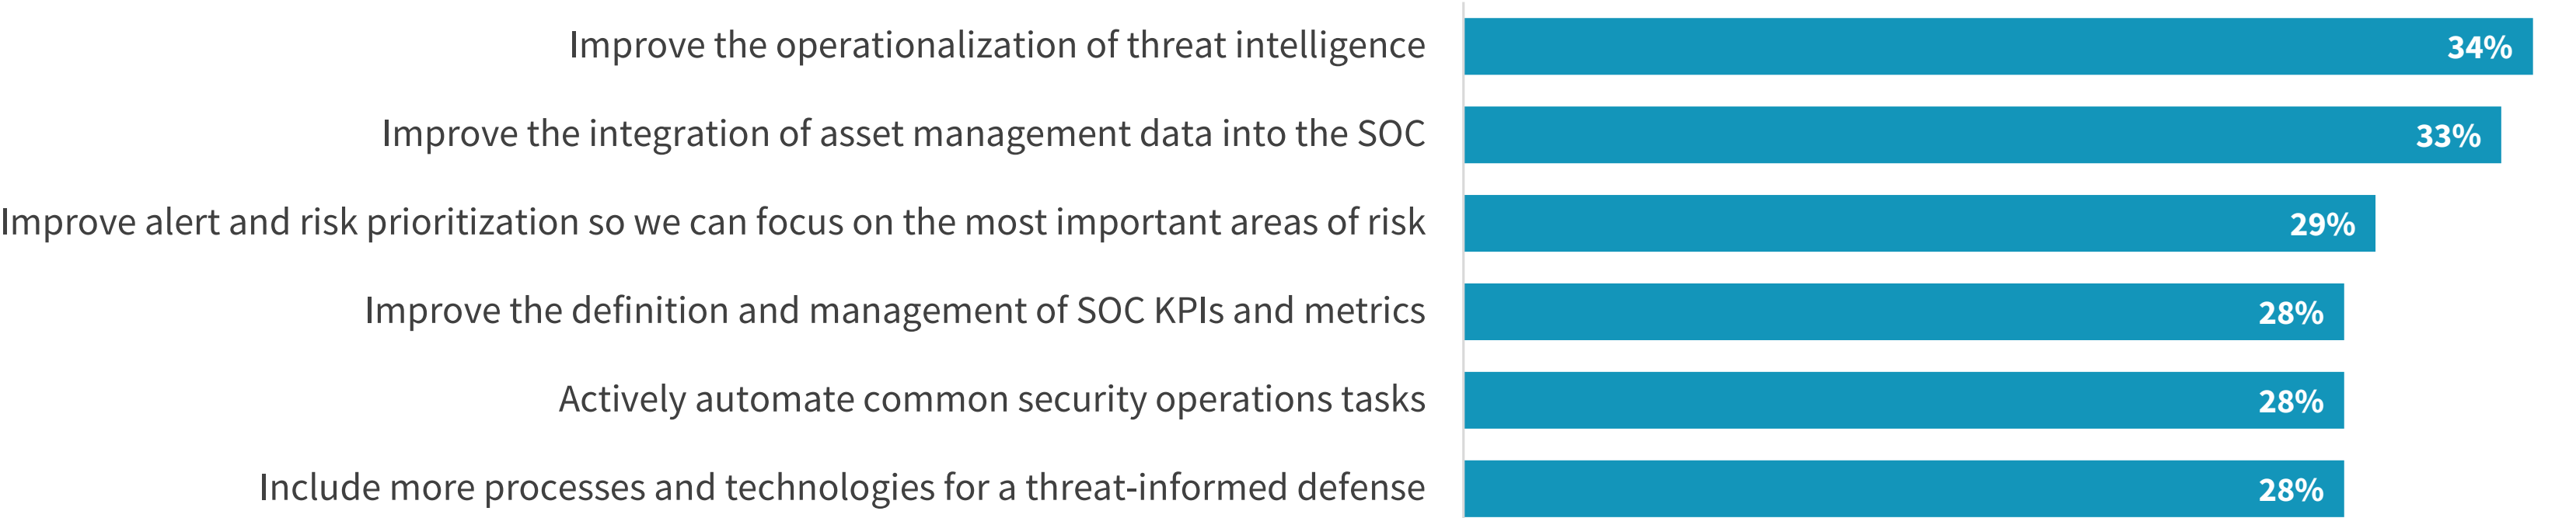 Improve the operationalization of threat intelligence 34%
Improve the integration of asset management data into the SOC 33%
Improve alert and risk prioritization so we can focus on the most important areas of risk 29%
Improve the definition and management of SOC KPIs and metrics 28%
Actively automate common security operations tasks 28%
Include more processes and technologies for a threat-informed defense 28%